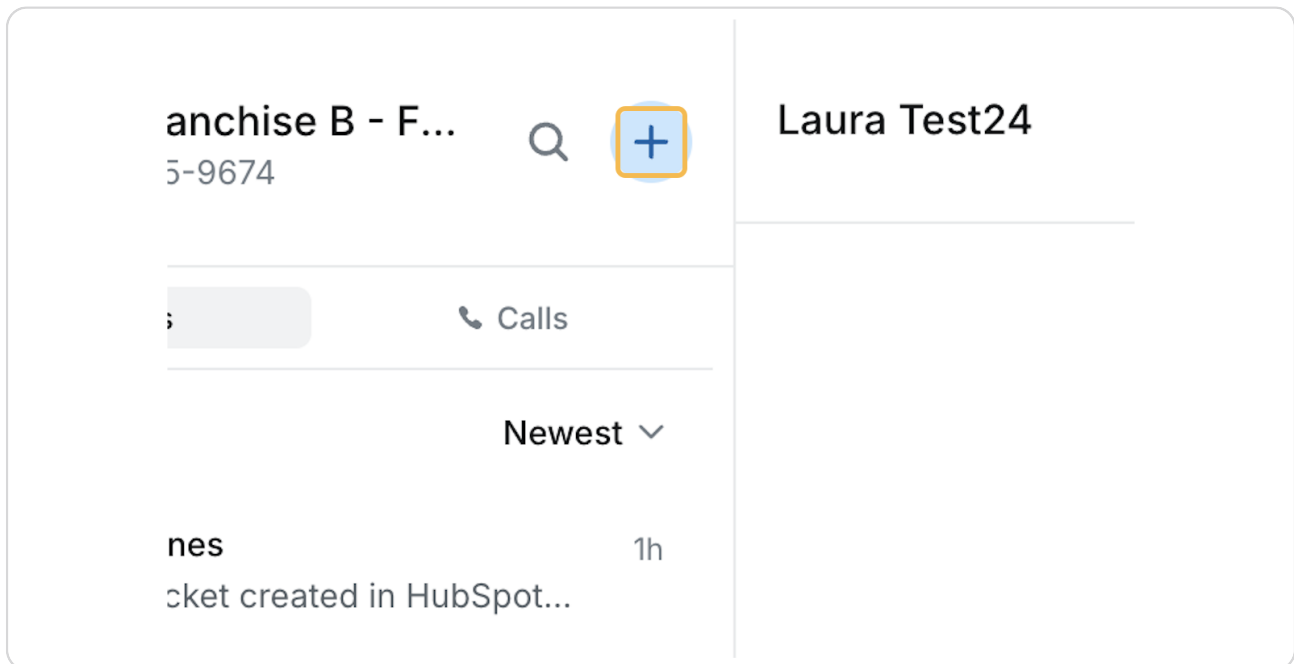 anchise B - F...
5-9674
Laura Test24
s
Calls
Newest
nes
1h
cket created in HubSpot...